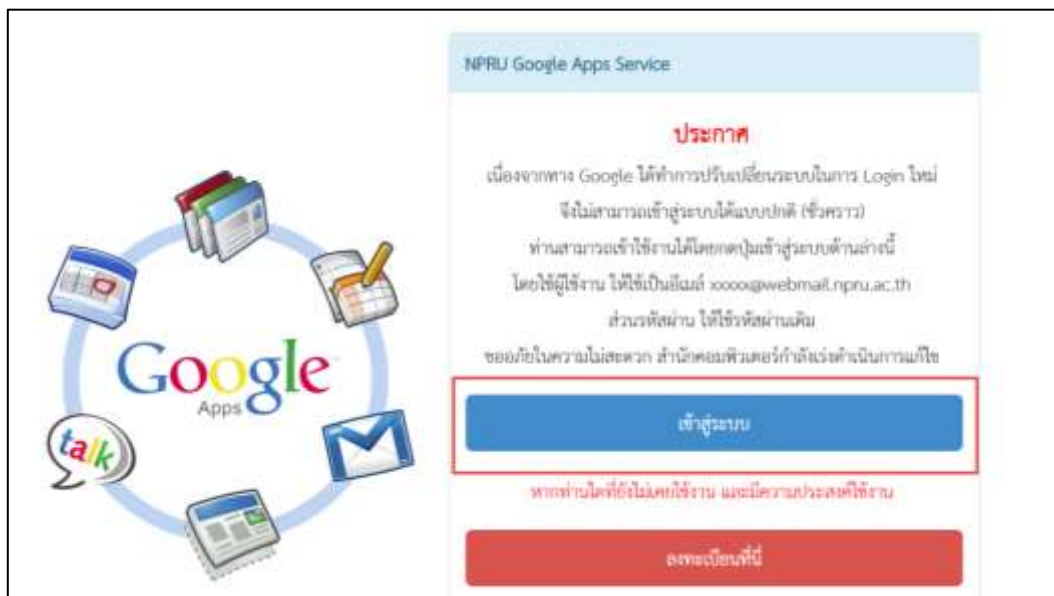 NPRU Google Apps Service
ประกาศ
เนื่องจากทาง Google ได้ทำการปรับเปลี่ยนระบบในการ Login ใหม่
จึงไม่สามารถเข้าสู่ระบบได้แบบปกติ (ชั่วคราว)
ท่านสามารถเข้าใช้งานได้โดยกดปุ่มเข้าสู่ระบบด้านล่างนี้
โดยใช้ผู้ใช้งาน ให้ใช้เป็นอีเมล์ xxxxx@webmail.npru.ac.th
ส่วนรหัสผ่าน ให้ใช้รหัสผ่านเดิม
ขออภัยในความไม่สะดวก สำนักคอมพิวเตอร์กำลังเร่งดำเนินการแก้ไข
เข้าสู่ระบบ
หากท่านใดที่ยังไม่เคยใช้งาน และมีความประสงค์ใช้งาน
ลงทะเบียนที่นี่
Google
Apps
talk